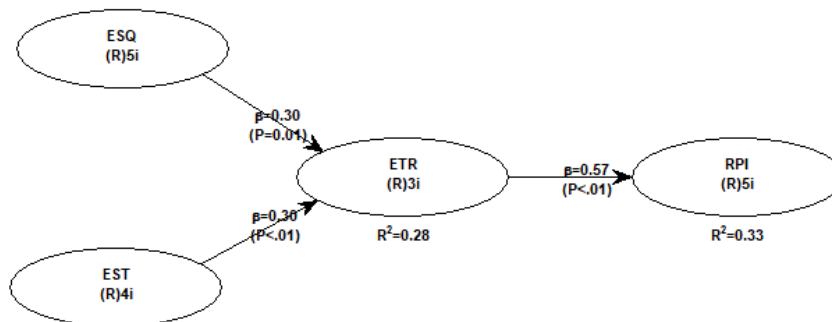 ESQ
(R)5i
β=0.30
(P=0.01)
ETR
(R)3i
β=0.57
(P<.01)
RPI
(R)5i
β=0.30
(P<.01)
R²=0.28
R²=0.33
EST
(R)4i